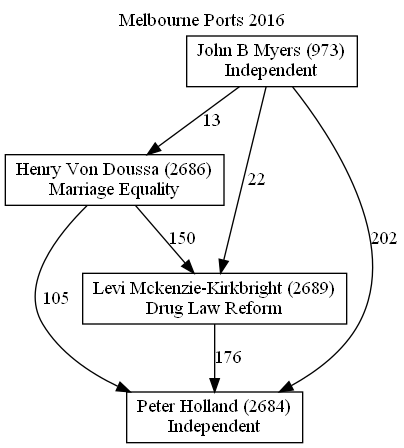 Melbourne Ports 2016
John B Myers (973)
Independent
13
Henry Von Doussa (2686)
Marriage Equality
22
150
202
105
Levi Mckenzie-Kirkbright (2689)
Drug Law Reform
176
Peter Holland (2684)
Independent